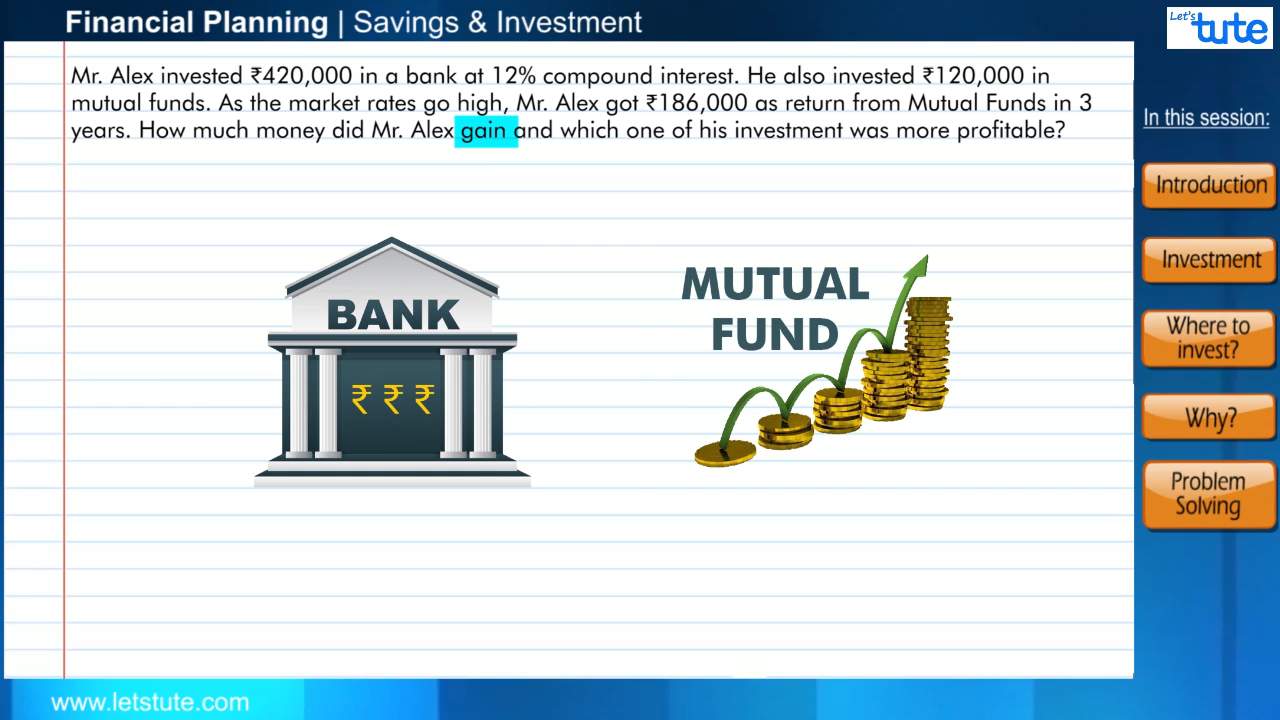 Financial Planning | Savings & Investment
Let's
tute
Mr. Alex invested ₹420,000 in a bank at 12% compound interest. He also invested ₹120,000 in
mutual funds. As the market rates go high, Mr. Alex got ₹186,000 as return from Mutual Funds in 3
years. How much money did Mr. Alex gain and which one of his investment was more profitable?
In this session:
Introduction
Investment
Where to
invest?
Why?
Problem
Solving
BANK
₹ ₹ ₹
MUTUAL
FUND
www.letstute.com